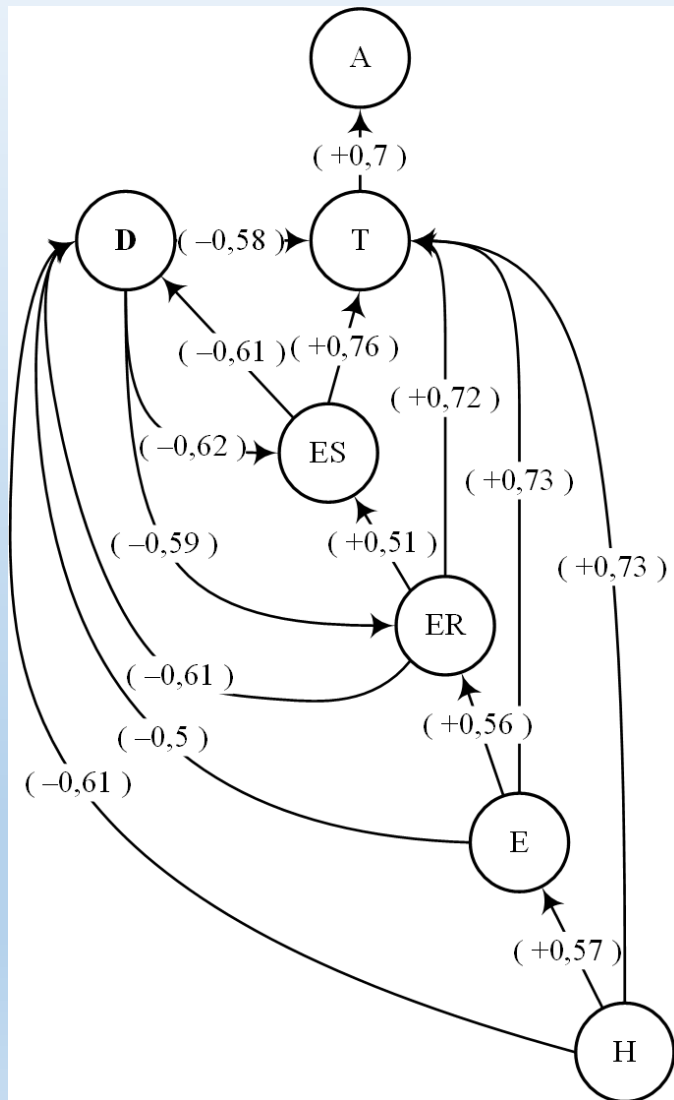 A
( +0,7 )
D
( –0,58 )
T
( –0,61 )
( +0,76 )
( +0,72 )
( –0,62 )
ES
( +0,73 )
( –0,59 )
( +0,51 )
( +0,73 )
ER
( –0,61 )
( –0,5 )
( +0,56 )
( –0,61 )
E
( +0,57 )
H